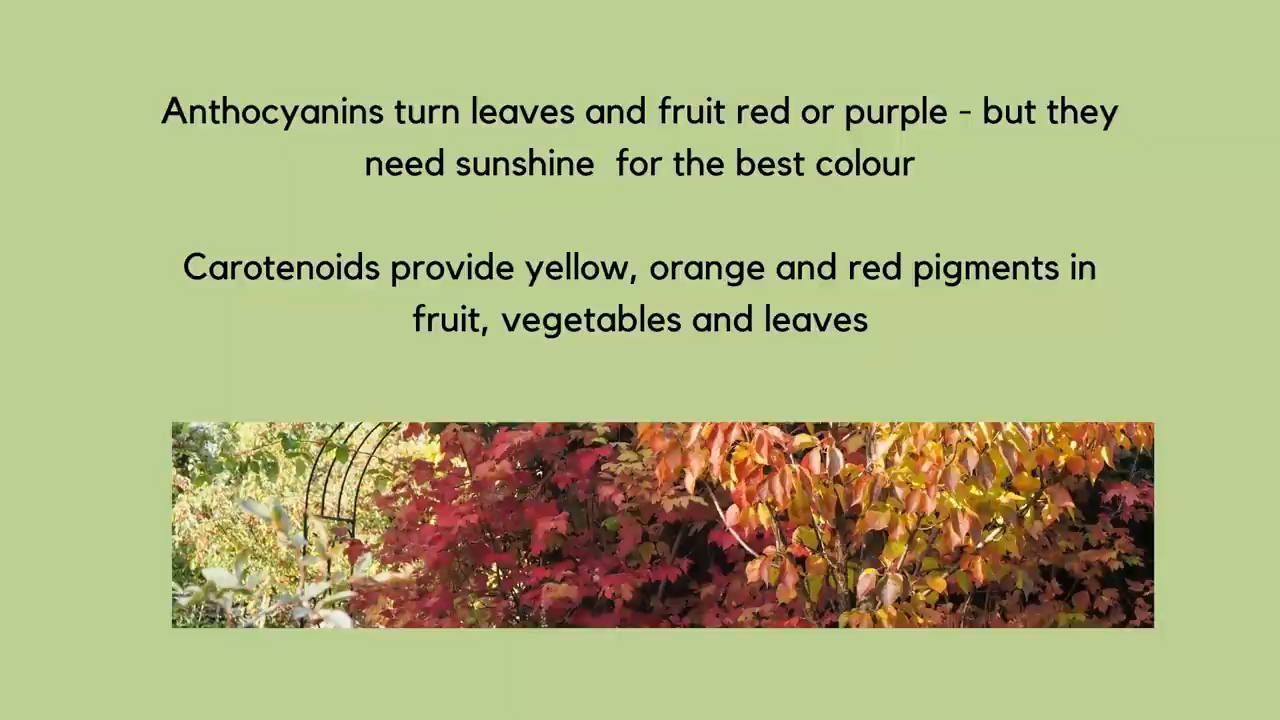 Anthocyanins turn leaves and fruit red or purple - but they
need sunshine  for the best colour
Carotenoids provide yellow, orange and red pigments in
fruit, vegetables and leaves